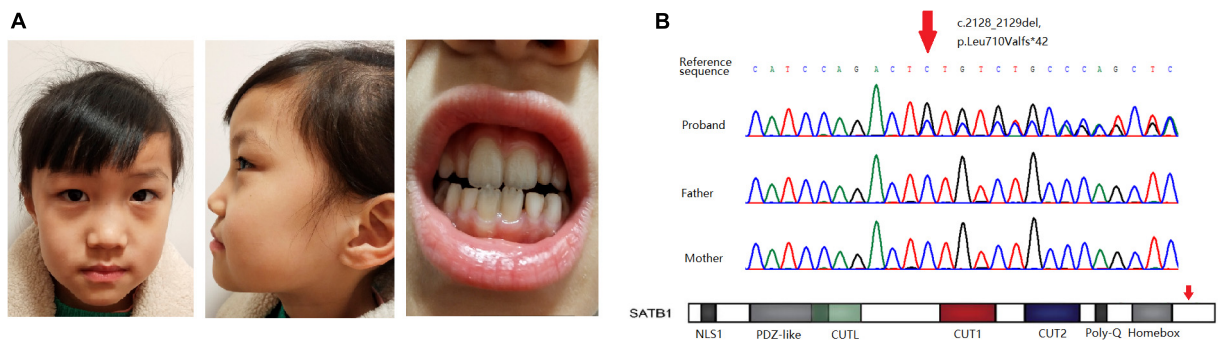 A
B
c.2128_2129del,
p.Leu710Valfs*42
Reference
sequence
C A T C C A G A C T C T G T C T G C C C A G C T C
Proband
Father
Mother
SATB1
NLS1 PDZ-like CUTL CUT1 CUT2 Poly-Q Homebox